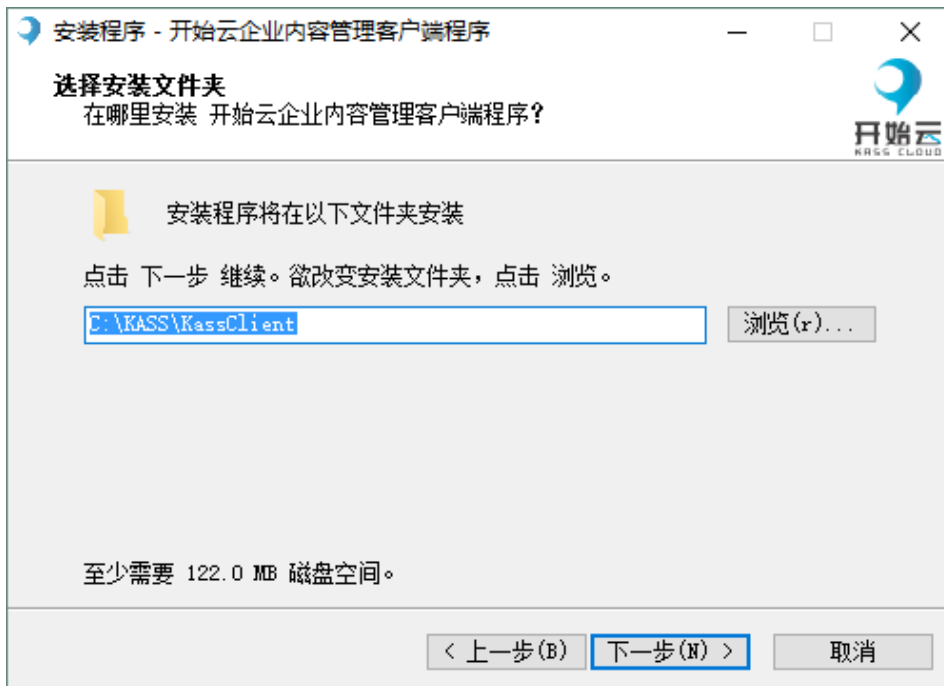 安装程序 - 开始云企业内容管理客户端程序
选择安装文件夹
在哪里安装 开始云企业内容管理客户端程序?
开始云
KASS CLOUD
安装程序将在以下文件夹安装
点击 下一步 继续。欲改变安装文件夹，点击 浏览。
C:\KASS\KassClient
浏览(r)...
至少需要 122.0 MB 磁盘空间。
< 上一步(B) 下一步(N) > 取消